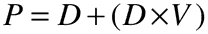 P = D + (D × V)